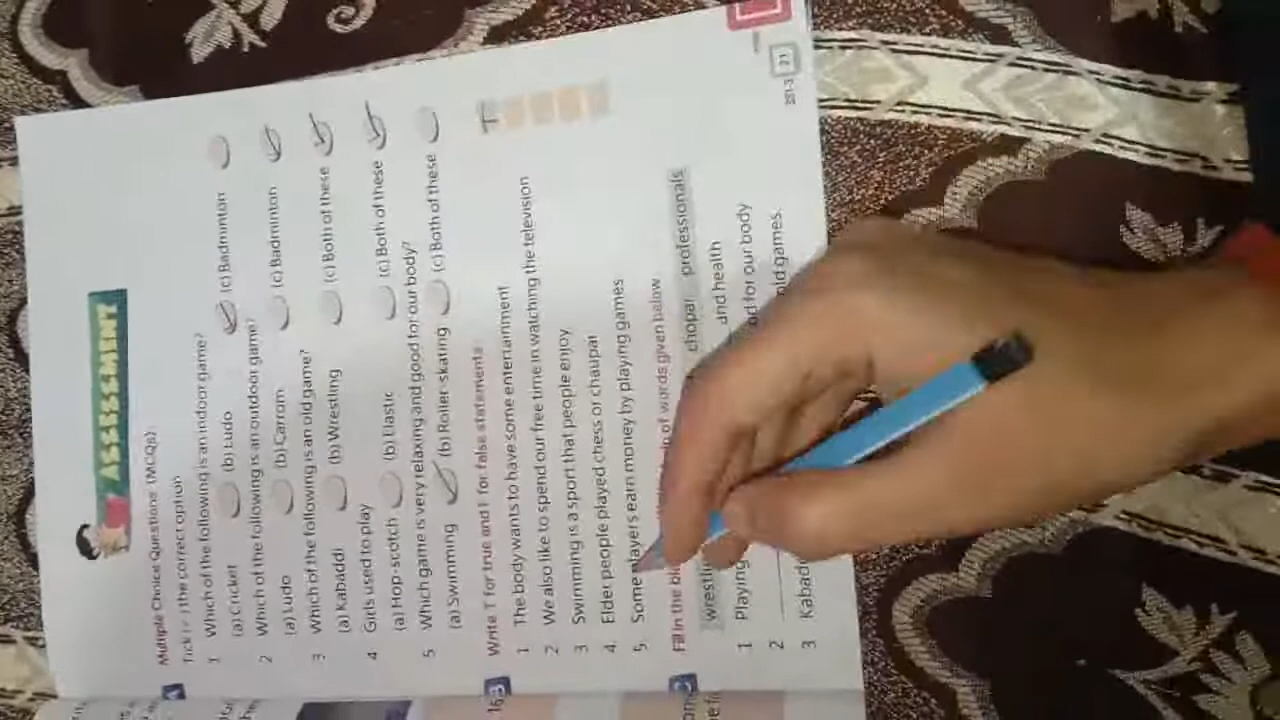 ASSESSMENT
A Multiple Choice Questions (MCQs)
Tick (✓) the correct option
1 Which of the following is an indoor game?
(a) Cricket (b) Ludo (c) Badminton
2 Which of the following is an outdoor game?
(a) Ludo (b) Carrom (c) Badminton
3 Which of the following is an old game?
(a) Kabaddi (b) Wrestling (c) Both of these
4 Girls used to play
(a) Hop-scotch (b) Elastic (c) Both of these
5 Which game is very relaxing and good for our body?
(a) Swimming (b) Roller-skating (c) Both of these
B Write T for true and F for false statements
1 The body wants to have some entertainment T
2 We also like to spend our free time in watching the television
3 Swimming is a sport that people enjoy
4. Elder people played chess or chaupar
5. Some players earn money by playing games
Fill in the of words given below
chopar professionals
1 Playing and health
2 for our body
3 old games.
21